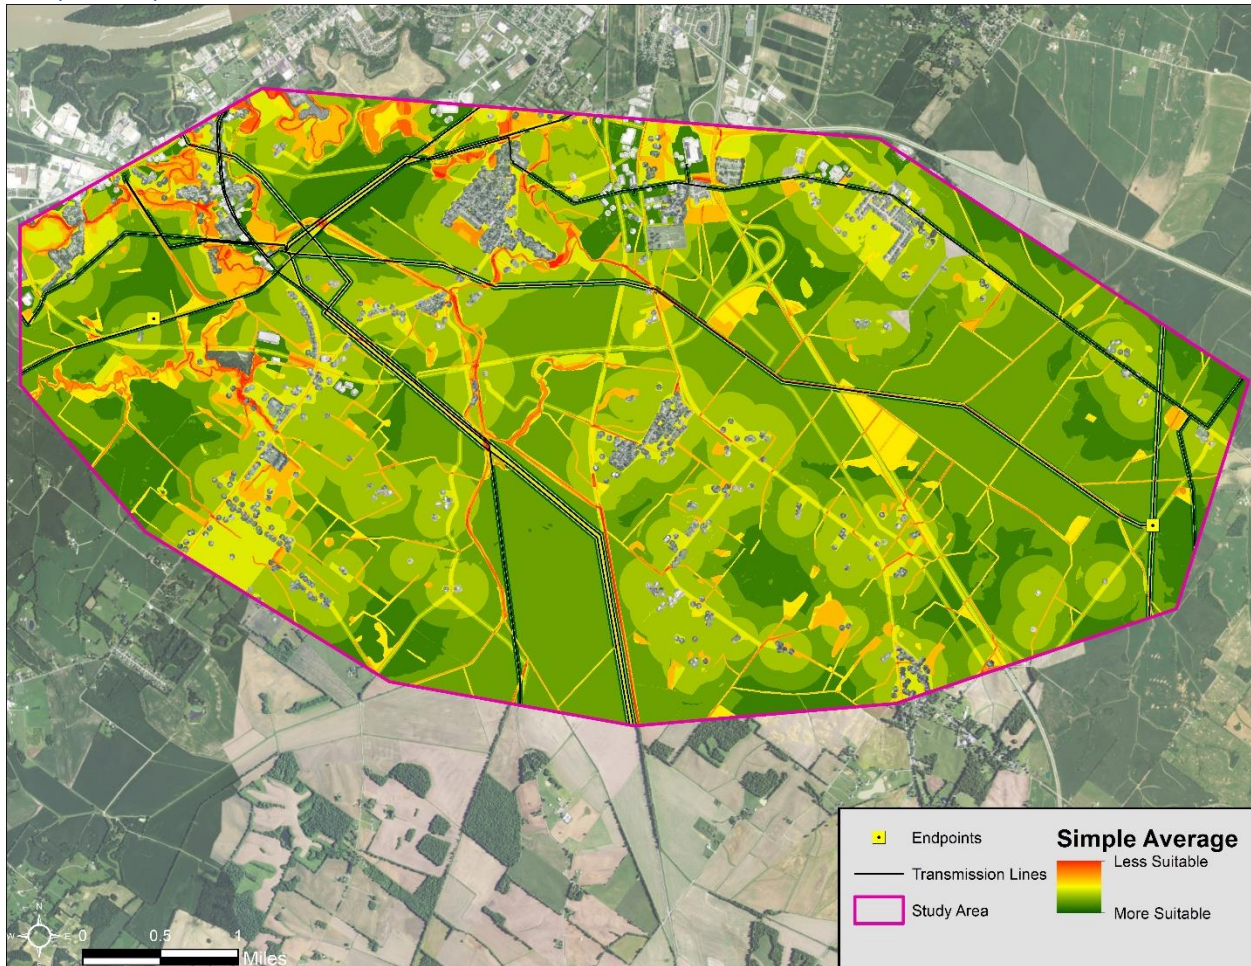 Endpoints
Transmission Lines
Study Area
Simple Average
Less Suitable
More Suitable
N
W
E
S
0
0.5
1
Miles